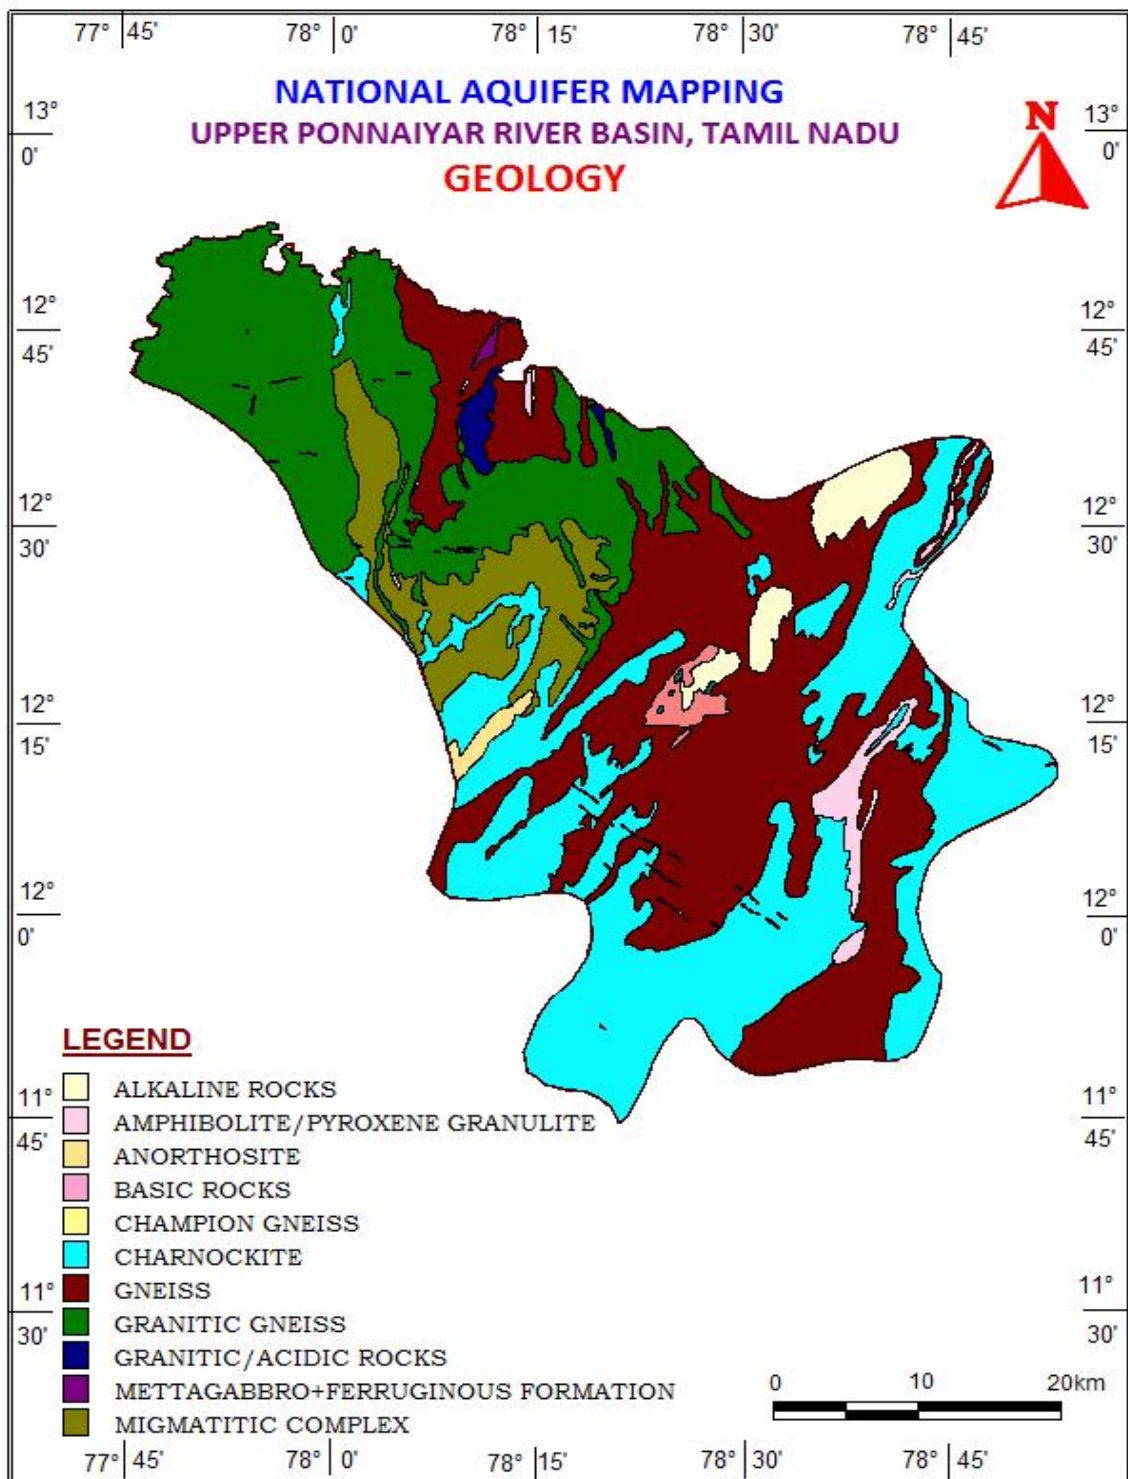 77° 45' 78° 0' 78° 15' 78° 30' 78° 45'
NATIONAL AQUIFER MAPPING
UPPER PONNAIYAR RIVER BASIN, TAMIL NADU
GEOLOGY
N
13° 0'
13° 0'
12° 45'
12° 45'
12° 30'
12° 30'
12° 15'
12° 15'
12° 0'
12° 0'
LEGEND
ALKALINE ROCKS
AMPHIBOLITE/PYROXENE GRANULITE
ANORTHOSITE
BASIC ROCKS
CHAMPION GNEISS
CHARNOCKITE
GNEISS
GRANITIC GNEISS
GRANITIC/ACIDIC ROCKS
METTAGABBRO+FERRUGINOUS FORMATION
MIGMATITIC COMPLEX
11° 45'
11° 45'
11° 30'
11° 30'
0 10 20km
77° 45' 78° 0' 78° 15' 78° 30' 78° 45'